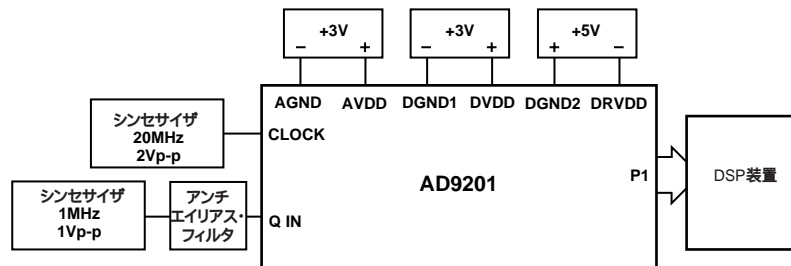 +3V
− +
+3V
− +
+5V
+ −
AGND AVDD DGND1 DVDD DGND2 DRVDD
シンセサイザ
20MHz
2Vp-p
CLOCK
シンセサイザ
1MHz
1Vp-p
アンチ
エイリアス・
フィルタ
Q IN
AD9201
P1
DSP装置